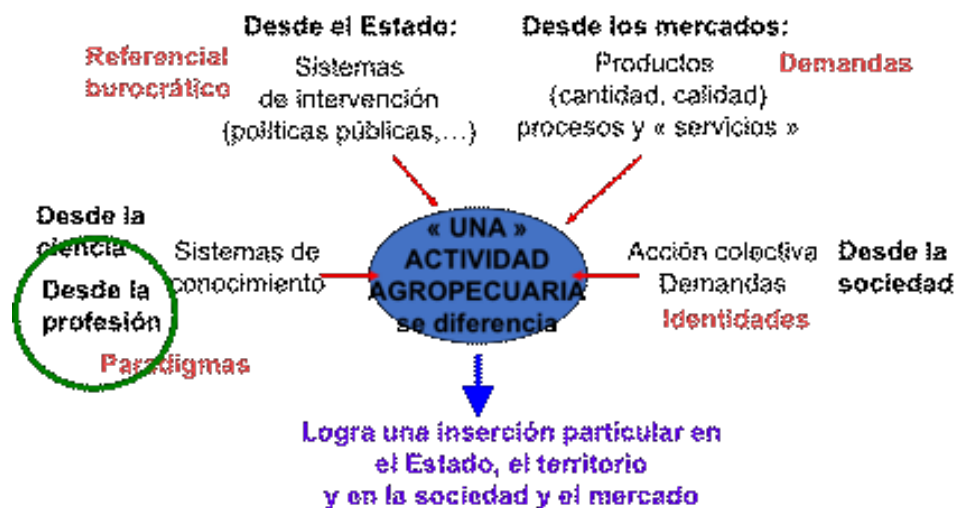 Desde el Estado:
Referencial
burocrático
Sistemas
de intervención
(políticas públicas,...)
Desde los mercados:
Productos
(cantidad, calidad)
procesos y « servicios »
Demandas
Desde la
ciencia
Desde la
profesión
Sistemas de
conocimiento
Paradigmas
« UNA »
ACTIVIDAD
AGROPECUARIA
se diferencia
Acción colectiva
Demandas
Identidades
Desde la
sociedad
Logra una inserción particular en
el Estado, el territorio
y en la sociedad y el mercado